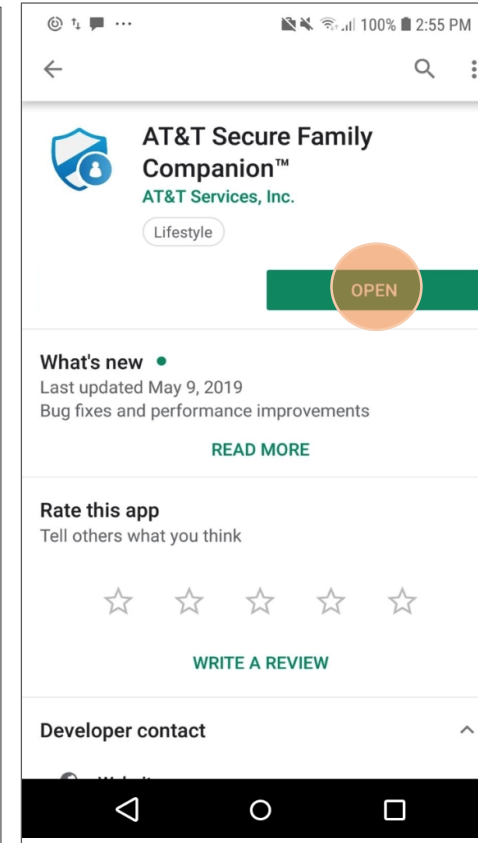 100% 2:55 PM
AT&T Secure Family
Companion™
AT&T Services, Inc.
Lifestyle
OPEN
What's new
Last updated May 9, 2019
Bug fixes and performance improvements
READ MORE
Rate this app
Tell others what you think
WRITE A REVIEW
Developer contact